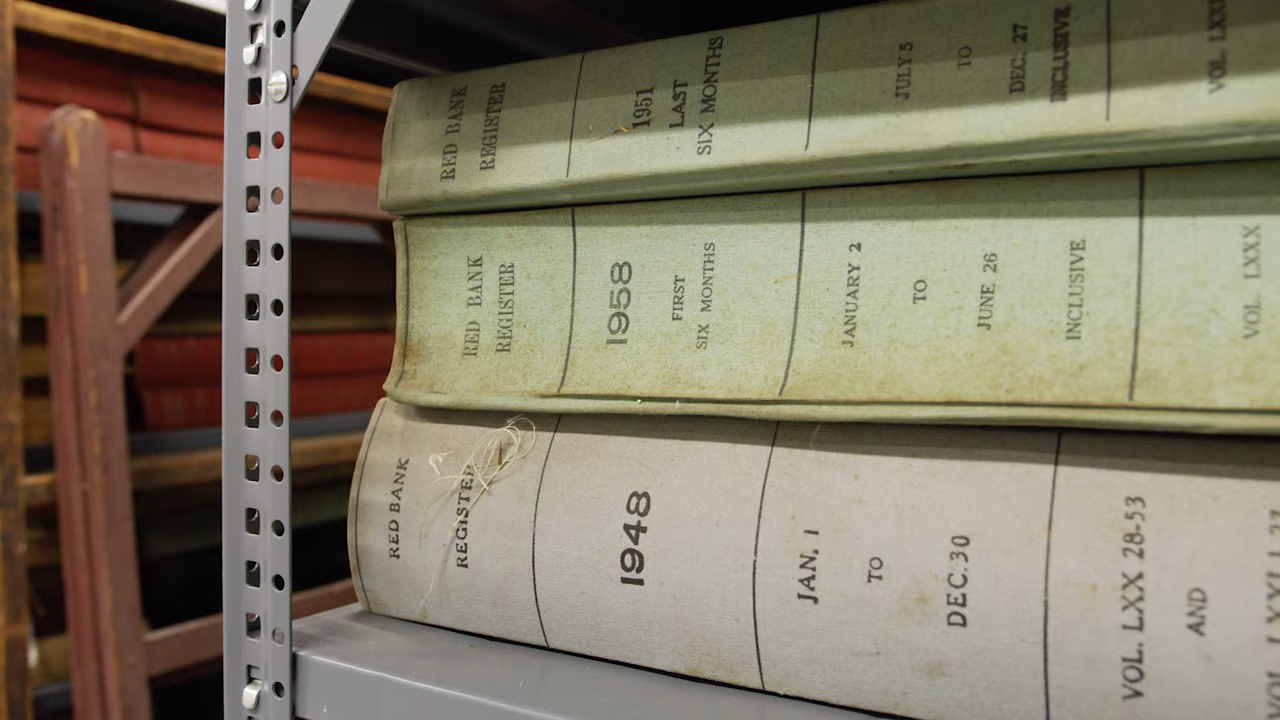 RED BANK
REGISTER
1951
LAST
SIX MONTHS
JULY 5
TO
DEC. 27
INCLUSIVE
VOL.
RED BANK
REGISTER
1958
FIRST
SIX MONTHS
JANUARY 2
TO
JUNE 26
INCLUSIVE
VOL. LXXX
RED BANK
REGISTER
1948
JAN. 1
TO
DEC. 30
VOL. LXX 28-53
AND